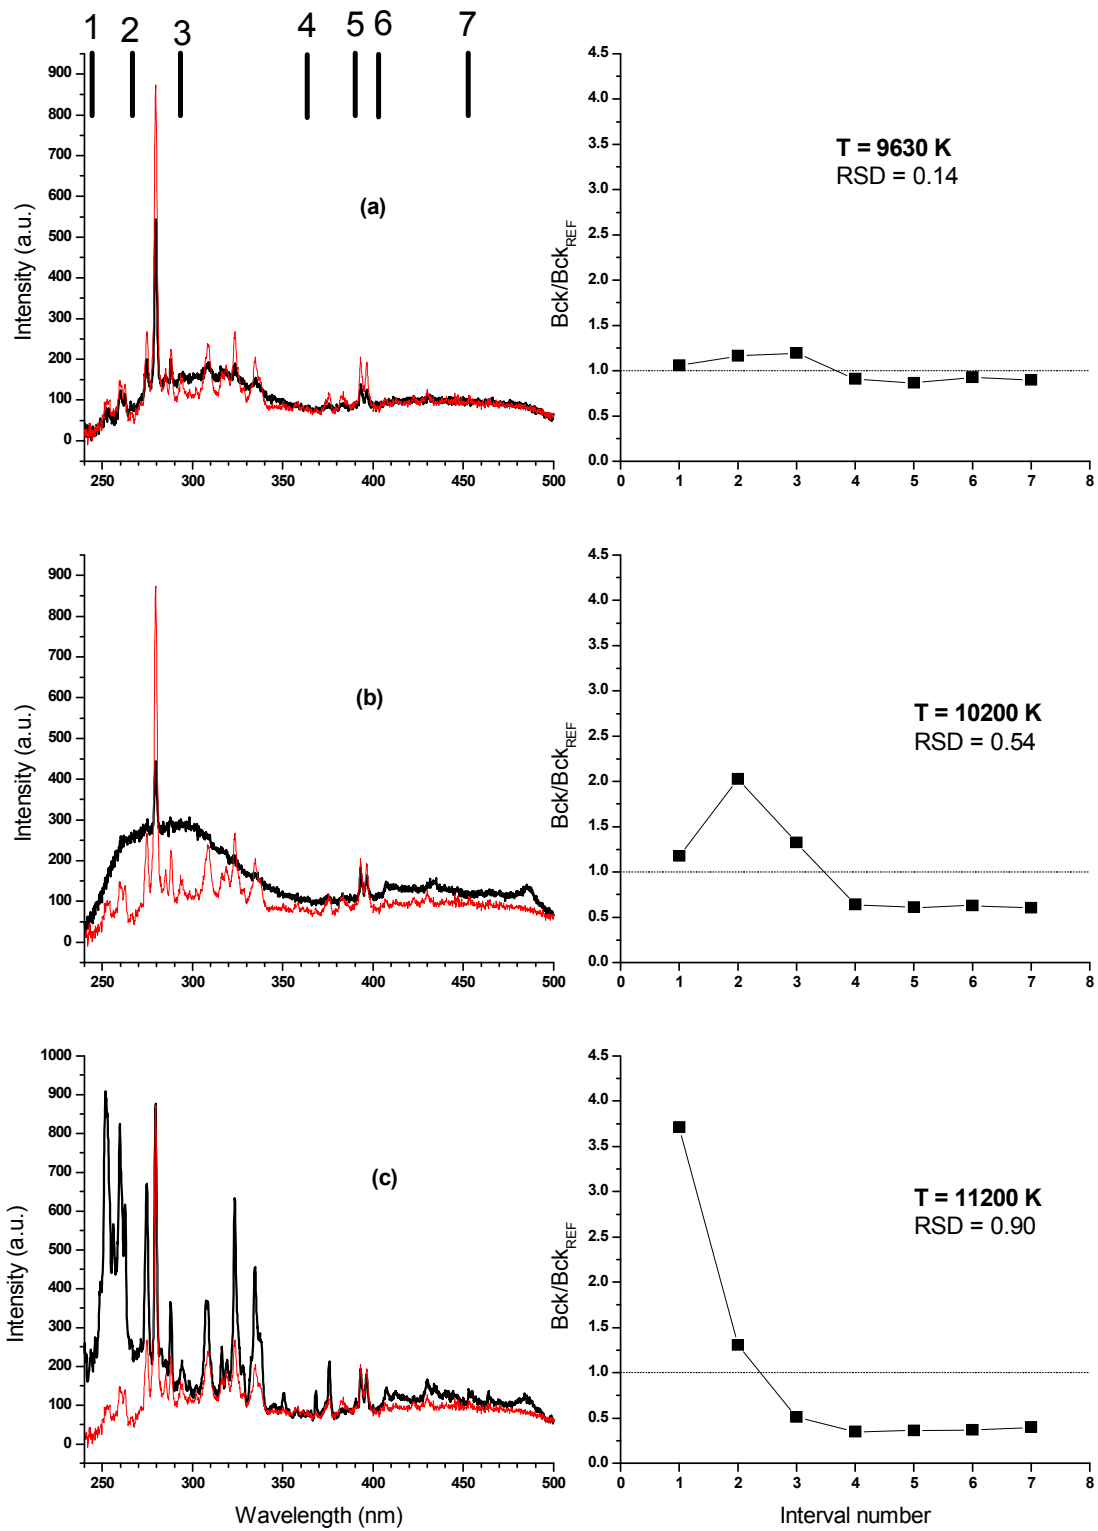 1 2 3 4 5 6 7
900
800
700
600
500
400
300
200
100
0
Intensity (a.u.)
(a)
250 300 350 400 450 500
4.5
4.0
3.5
3.0
2.5
2.0
1.5
1.0
0.5
0.0
Bck/Bck_REF
T = 9630 K
RSD = 0.14
0 1 2 3 4 5 6 7 8
900
800
700
600
500
400
300
200
100
0
Intensity (a.u.)
(b)
250 300 350 400 450 500
4.5
4.0
3.5
3.0
2.5
2.0
1.5
1.0
0.5
0.0
Bck/Bck_REF
T = 10200 K
RSD = 0.54
0 1 2 3 4 5 6 7 8
1000
900
800
700
600
500
400
300
200
100
0
Intensity (a.u.)
(c)
250 300 350 400 450 500
Wavelength (nm)
4.5
4.0
3.5
3.0
2.5
2.0
1.5
1.0
0.5
0.0
Bck/Bck_REF
T = 11200 K
RSD = 0.90
0 1 2 3 4 5 6 7 8
Interval number